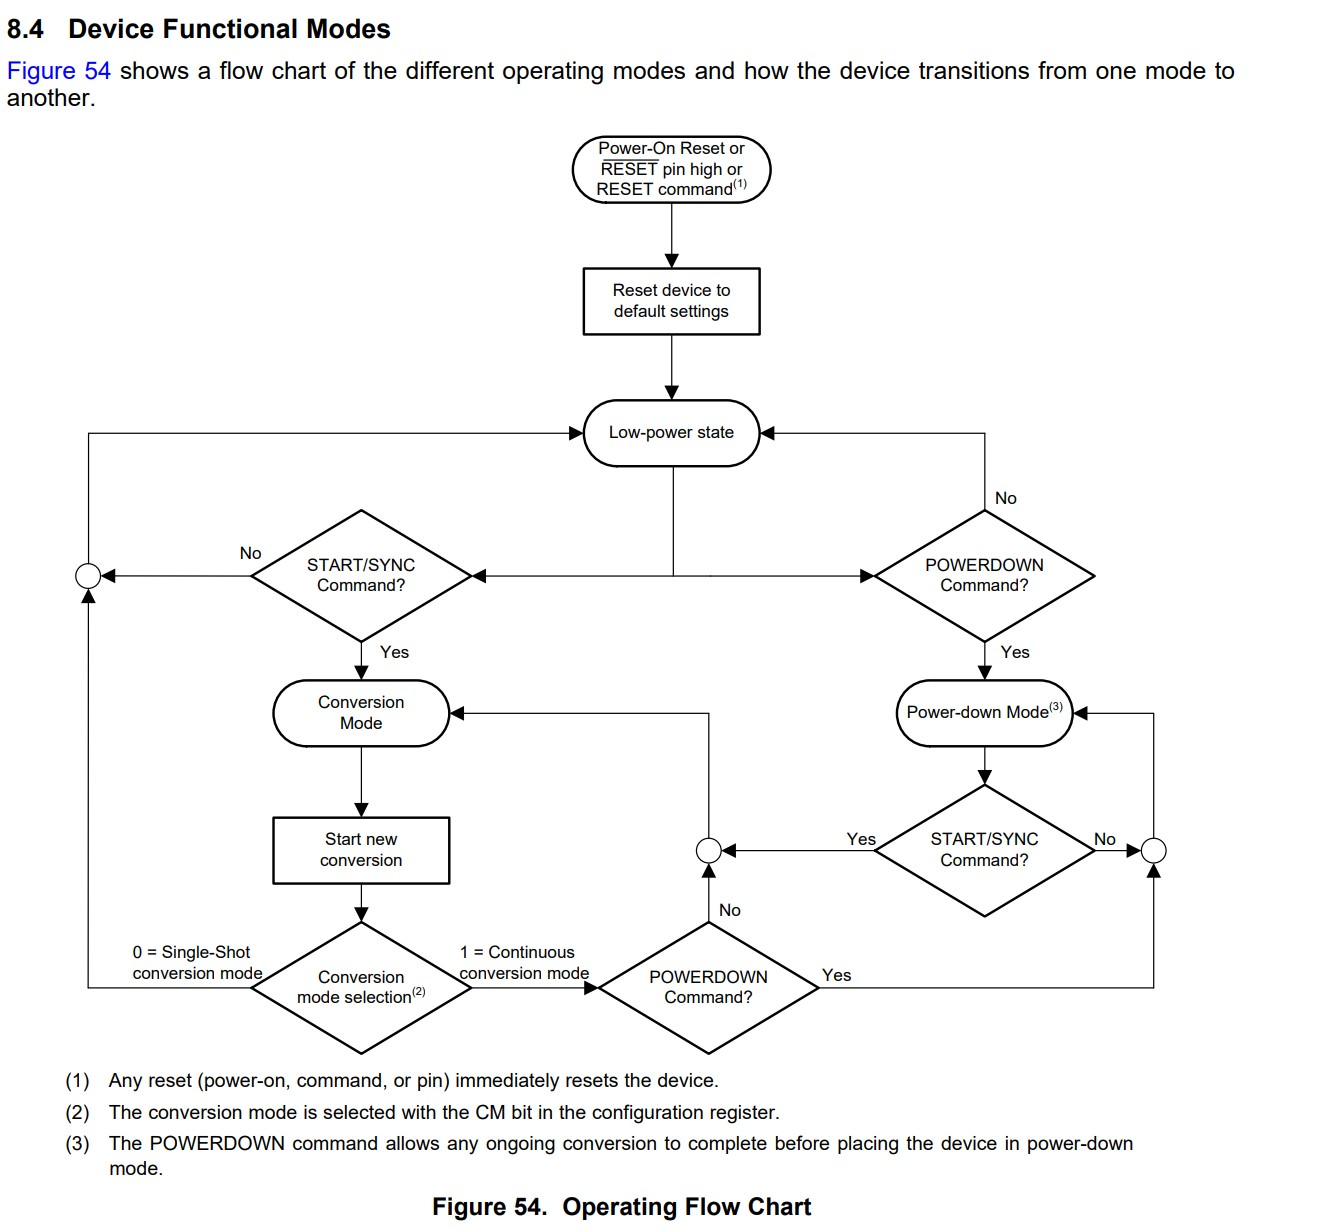 8.4 Device Functional Modes
Figure 54 shows a flow chart of the different operating modes and how the device transitions from one mode to
another.
Power-On Reset or
RESET pin high or
RESET command(1)
Reset device to
default settings
Low-power state
No
No
START/SYNC
Command?
POWERDOWN
Command?
Yes
Yes
Conversion
Mode
Power-down Mode(3)
Start new
conversion
Yes
START/SYNC
Command?
No
No
0 = Single-Shot
conversion mode
Conversion
mode selection(2)
1 = Continuous
conversion mode
POWERDOWN
Command?
Yes
(1) Any reset (power-on, command, or pin) immediately resets the device.
(2) The conversion mode is selected with the CM bit in the configuration register.
(3) The POWERDOWN command allows any ongoing conversion to complete before placing the device in power-down
mode.
Figure 54. Operating Flow Chart